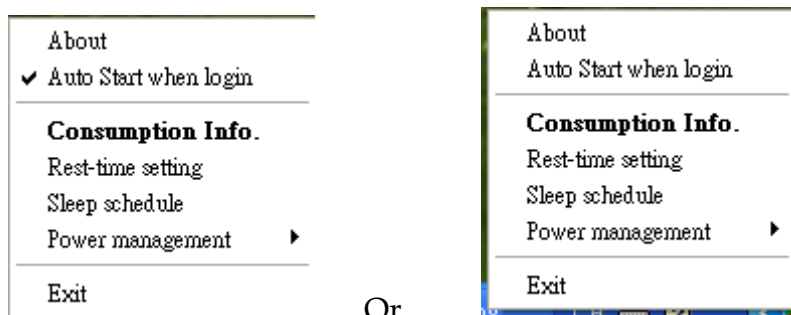 About
Auto Start when login
Consumption Info.
Rest-time setting
Sleep schedule
Power management
Exit
Or
About
Auto Start when login
Consumption Info.
Rest-time setting
Sleep schedule
Power management
Exit